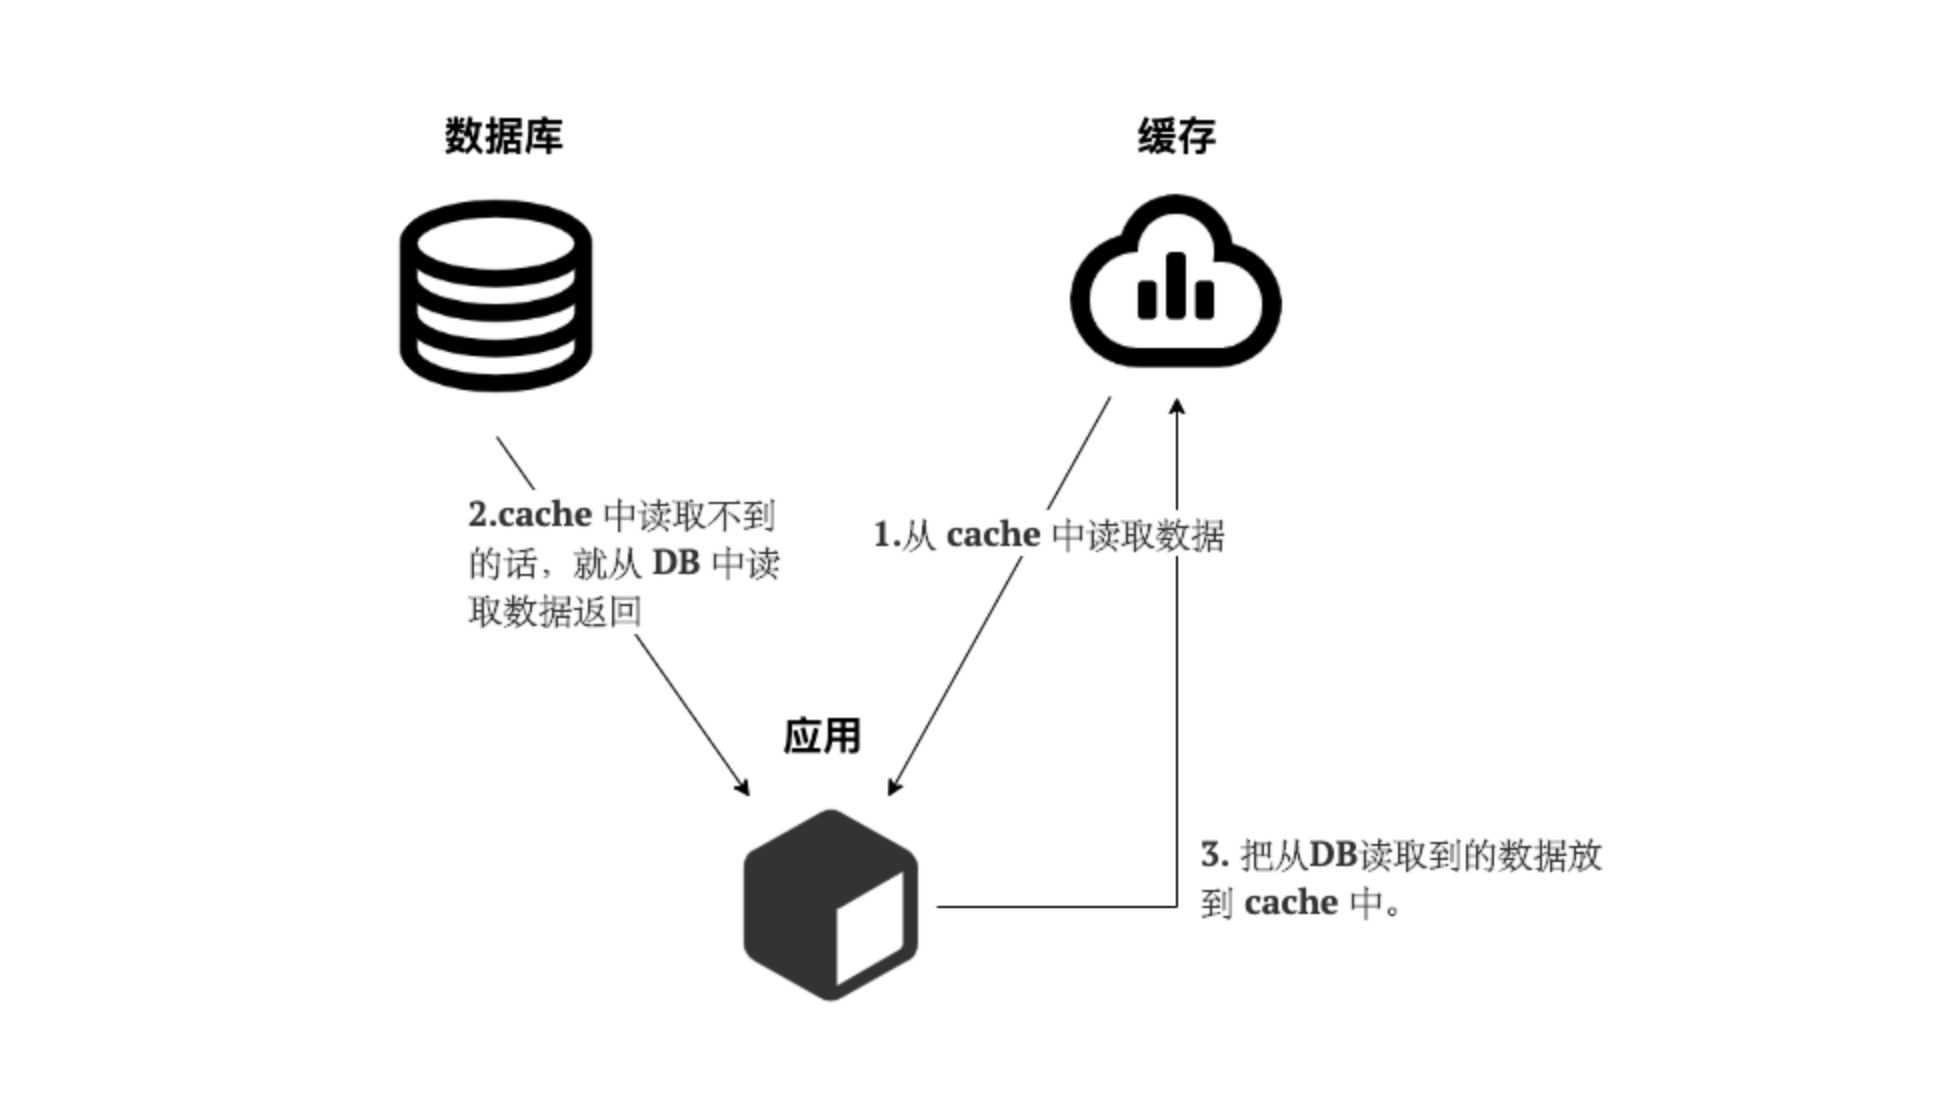 数据库
缓存
2.cache 中读取不到
的话，就从 DB 中读
取数据返回
1.从 cache 中读取数据
应用
3. 把从DB读取到的数据放
到 cache 中。